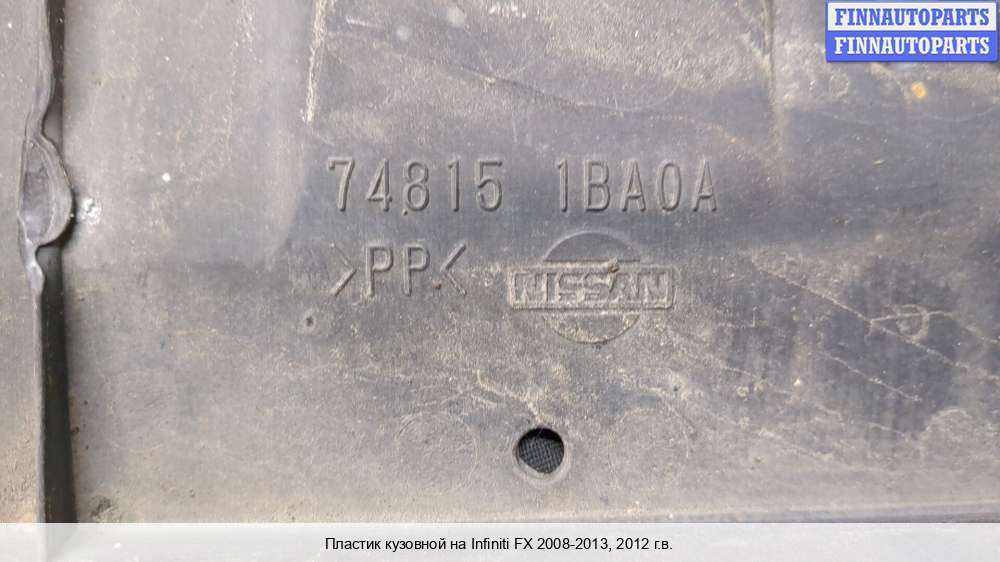 FINNAUTOPARTS
FINNAUTOPARTS
74815 1BA0A
>PP<
NISSAN
Пластик кузовной на Infiniti FX 2008-2013, 2012 г.в.